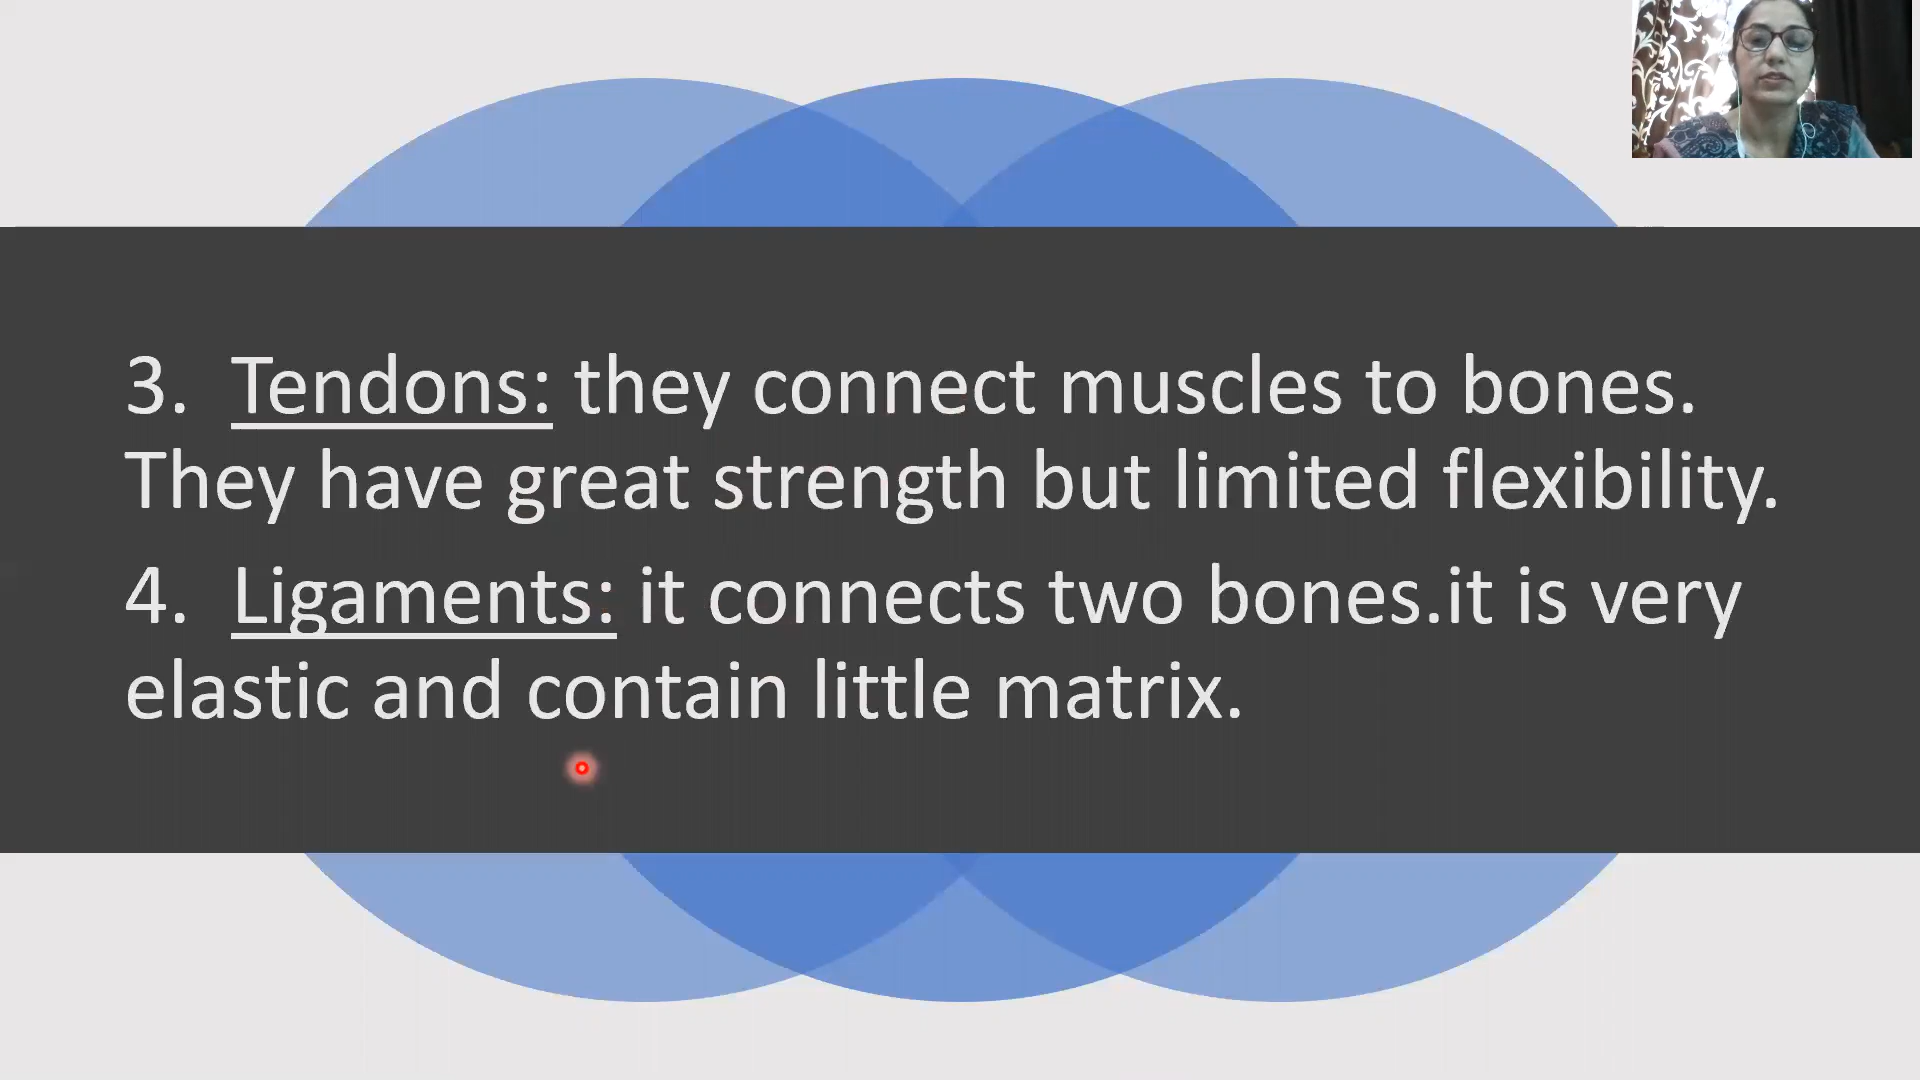 3. Tendons: they connect muscles to bones.
They have great strength but limited flexibility.
4. Ligaments: it connects two bones.it is very
elastic and contain little matrix.